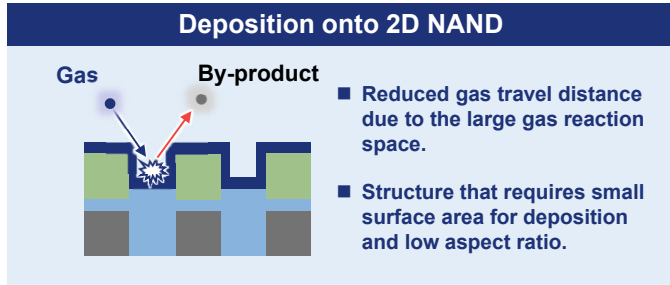 Deposition onto 2D NAND
Gas
By-product
■ Reduced gas travel distance
due to the large gas reaction
space.
■ Structure that requires small
surface area for deposition
and low aspect ratio.